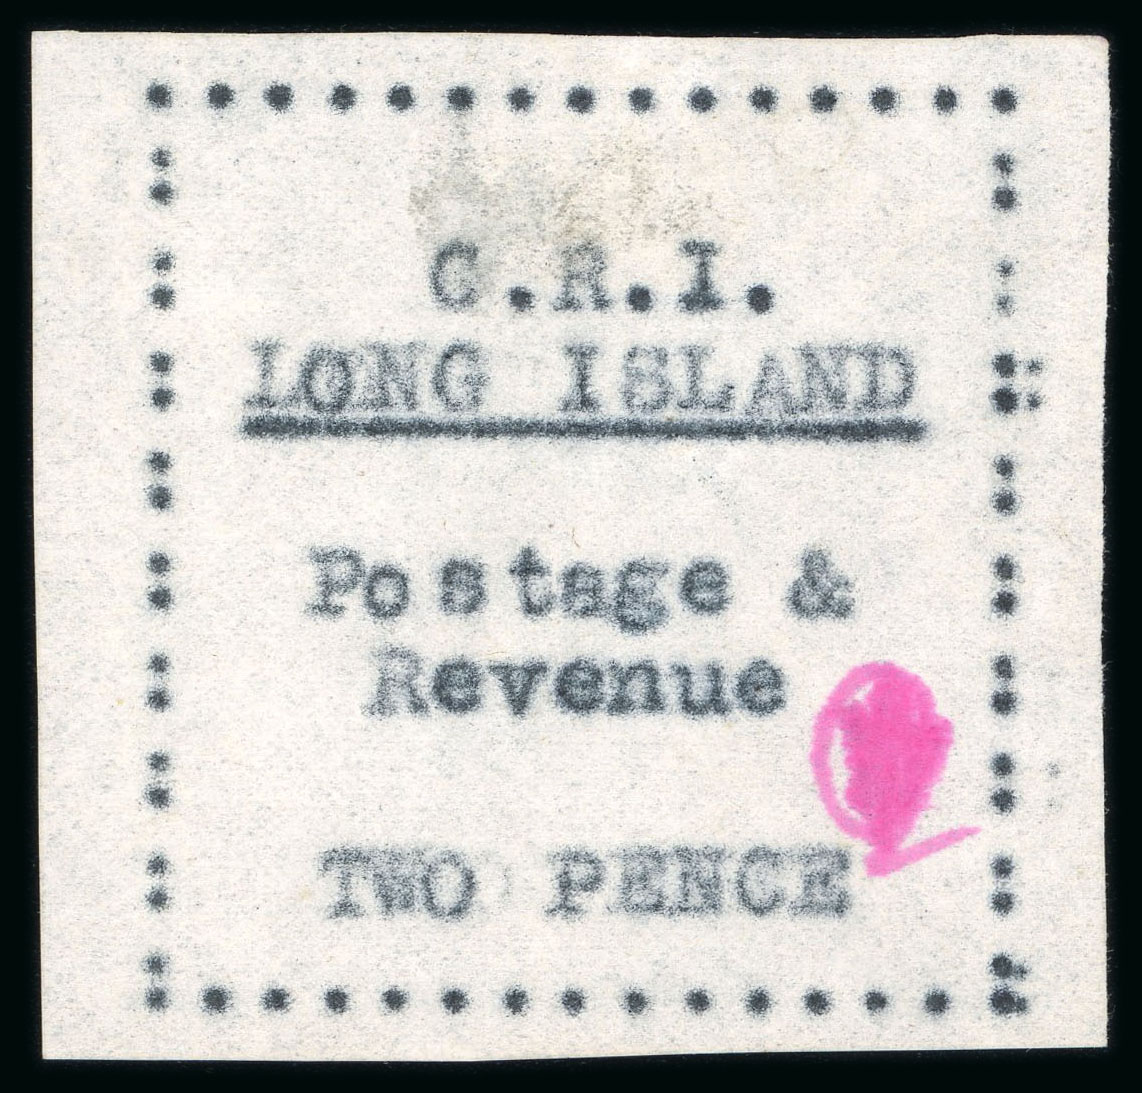 C.R.I.
LONG ISLAND
Postage &
Revenue
TWO PENCE